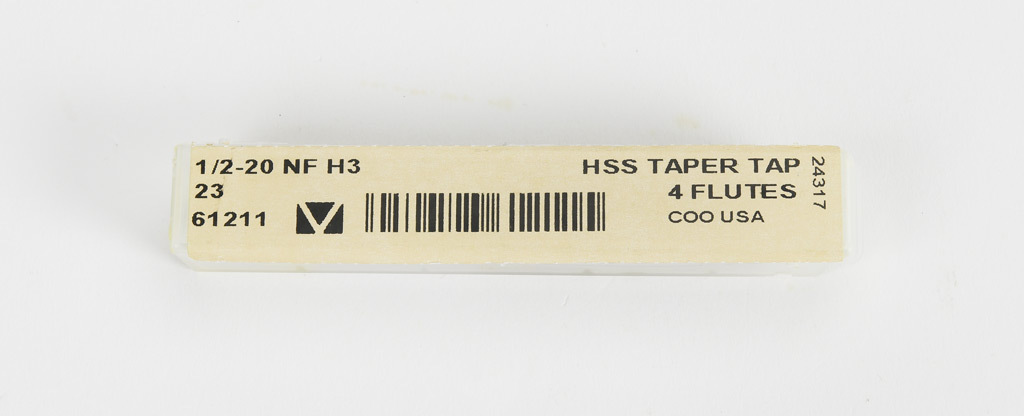 1/2-20 NF H3
23
61211
HSS TAPER TAP
4 FLUTES
COO USA
24317